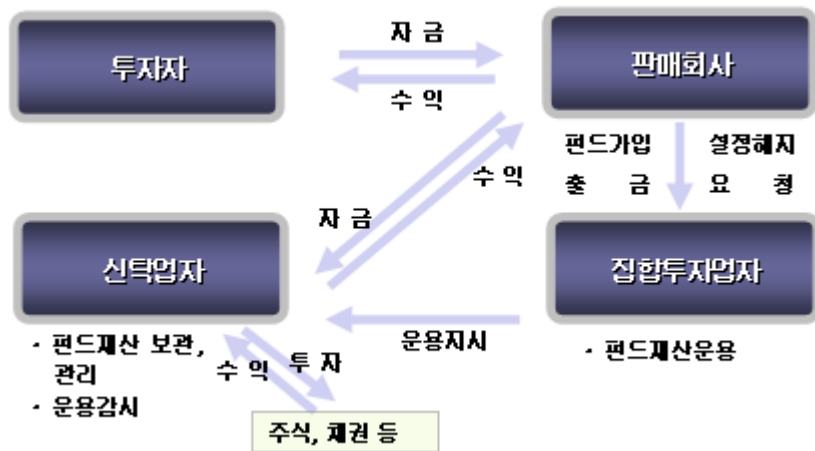 자 금
투자자
판매회사
수 익
펀드가입 설정해지
출 금 요 청
수 익
자 금
신탁업자
집합투자업자
운용지시
· 펀드재산 보관,
관리
· 운용감시
· 펀드재산운용
수 익
투 자
주식, 채권 등